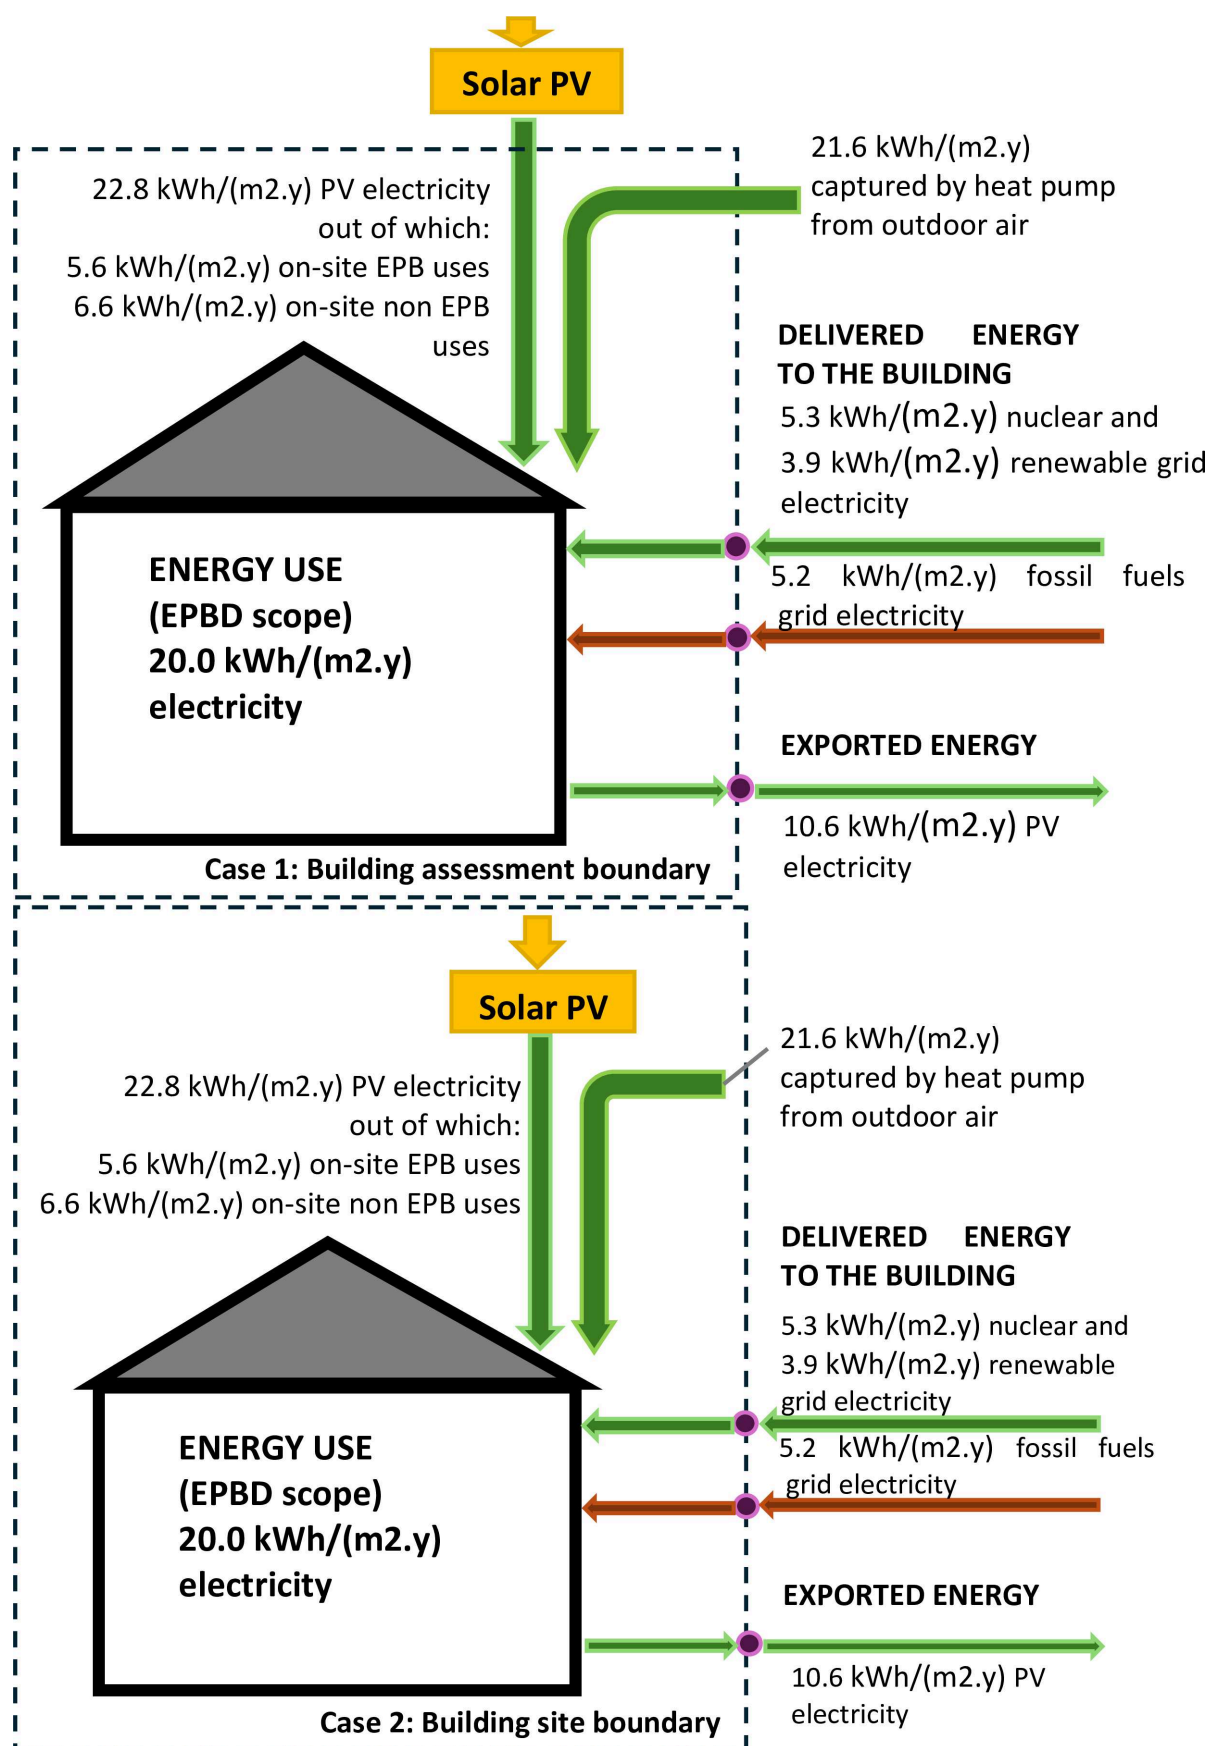 Solar PV
22.8 kWh/(m2.y) PV electricity
out of which:
5.6 kWh/(m2.y) on-site EPB uses
6.6 kWh/(m2.y) on-site non EPB
uses
21.6 kWh/(m2.y)
captured by heat pump
from outdoor air
DELIVERED ENERGY
TO THE BUILDING
5.3 kWh/(m2.y) nuclear and
3.9 kWh/(m2.y) renewable grid
electricity
5.2 kWh/(m2.y) fossil fuels
grid electricity
ENERGY USE
(EPBD scope)
20.0 kWh/(m2.y)
electricity
EXPORTED ENERGY
10.6 kWh/(m2.y) PV
electricity
Case 1: Building assessment boundary
Solar PV
22.8 kWh/(m2.y) PV electricity
out of which:
5.6 kWh/(m2.y) on-site EPB uses
6.6 kWh/(m2.y) on-site non EPB uses
21.6 kWh/(m2.y)
captured by heat pump
from outdoor air
DELIVERED ENERGY
TO THE BUILDING
5.3 kWh/(m2.y) nuclear and
3.9 kWh/(m2.y) renewable
grid electricity
5.2 kWh/(m2.y) fossil fuels
grid electricity
ENERGY USE
(EPBD scope)
20.0 kWh/(m2.y)
electricity
EXPORTED ENERGY
10.6 kWh/(m2.y) PV
electricity
Case 2: Building site boundary